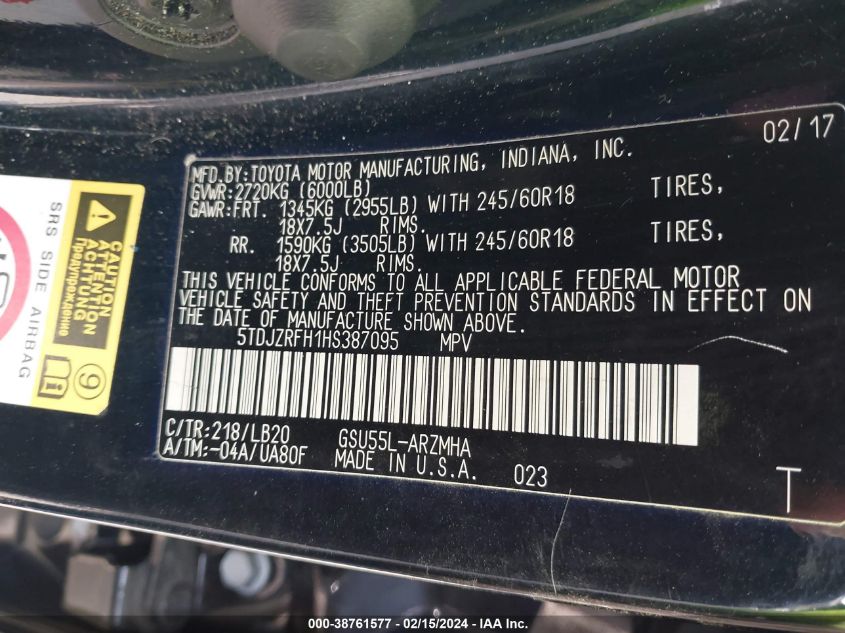 02/17
MFD.BY:TOYOTA MOTOR MANUFACTURING, INDIANA, INC.
GVWR:2720KG (6000LB)
GAWR:FRT. 1345KG (2955LB) WITH 245/60R18 TIRES,
18X7.5J RIMS.
RR. 1590KG (3505LB) WITH 245/60R18 TIRES,
18X7.5J RIMS.
THIS VEHICLE CONFORMS TO ALL APPLICABLE FEDERAL MOTOR
VEHICLE SAFETY AND THEFT PREVENTION STANDARDS IN EFFECT ON
THE DATE OF MANUFACTURE SHOWN ABOVE.
5TDJZRFH1HS387095 MPV
C/TR:218/LB20 GSU55L-ARZMHA
A/TM:-04A/UA80F MADE IN U.S.A. 023
T
SRS SIDE AIRBAG
CAUTION
ATTENTION
ACHTUNG
Предупреждение
9
000-38761577 - 02/15/2024 - IAA Inc.